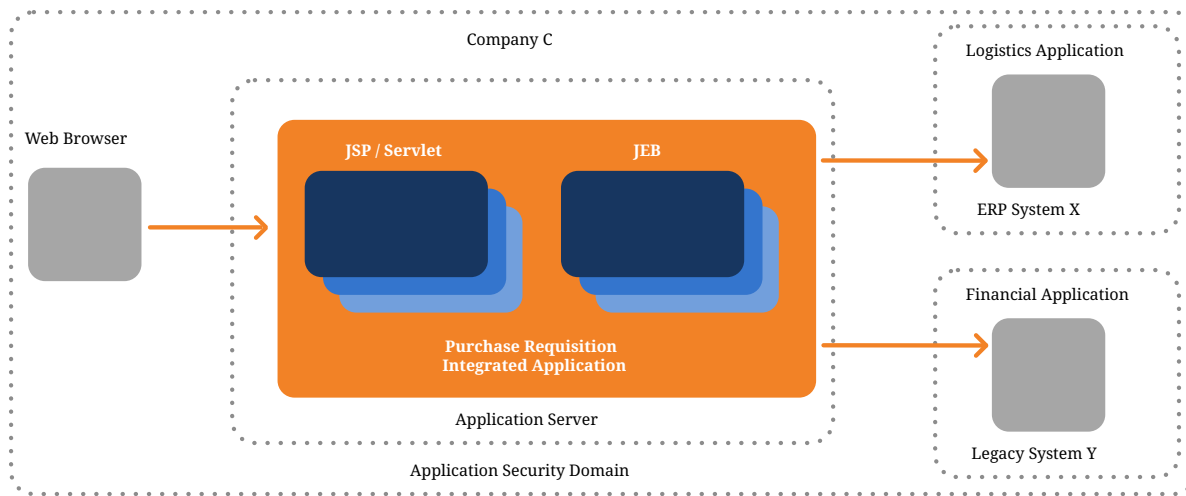 Company C
Logistics Application
Web Browser
JSP / Servlet
JEB
ERP System X
Financial Application
Purchase Requisition
Integrated Application
Application Server
Legacy System Y
Application Security Domain